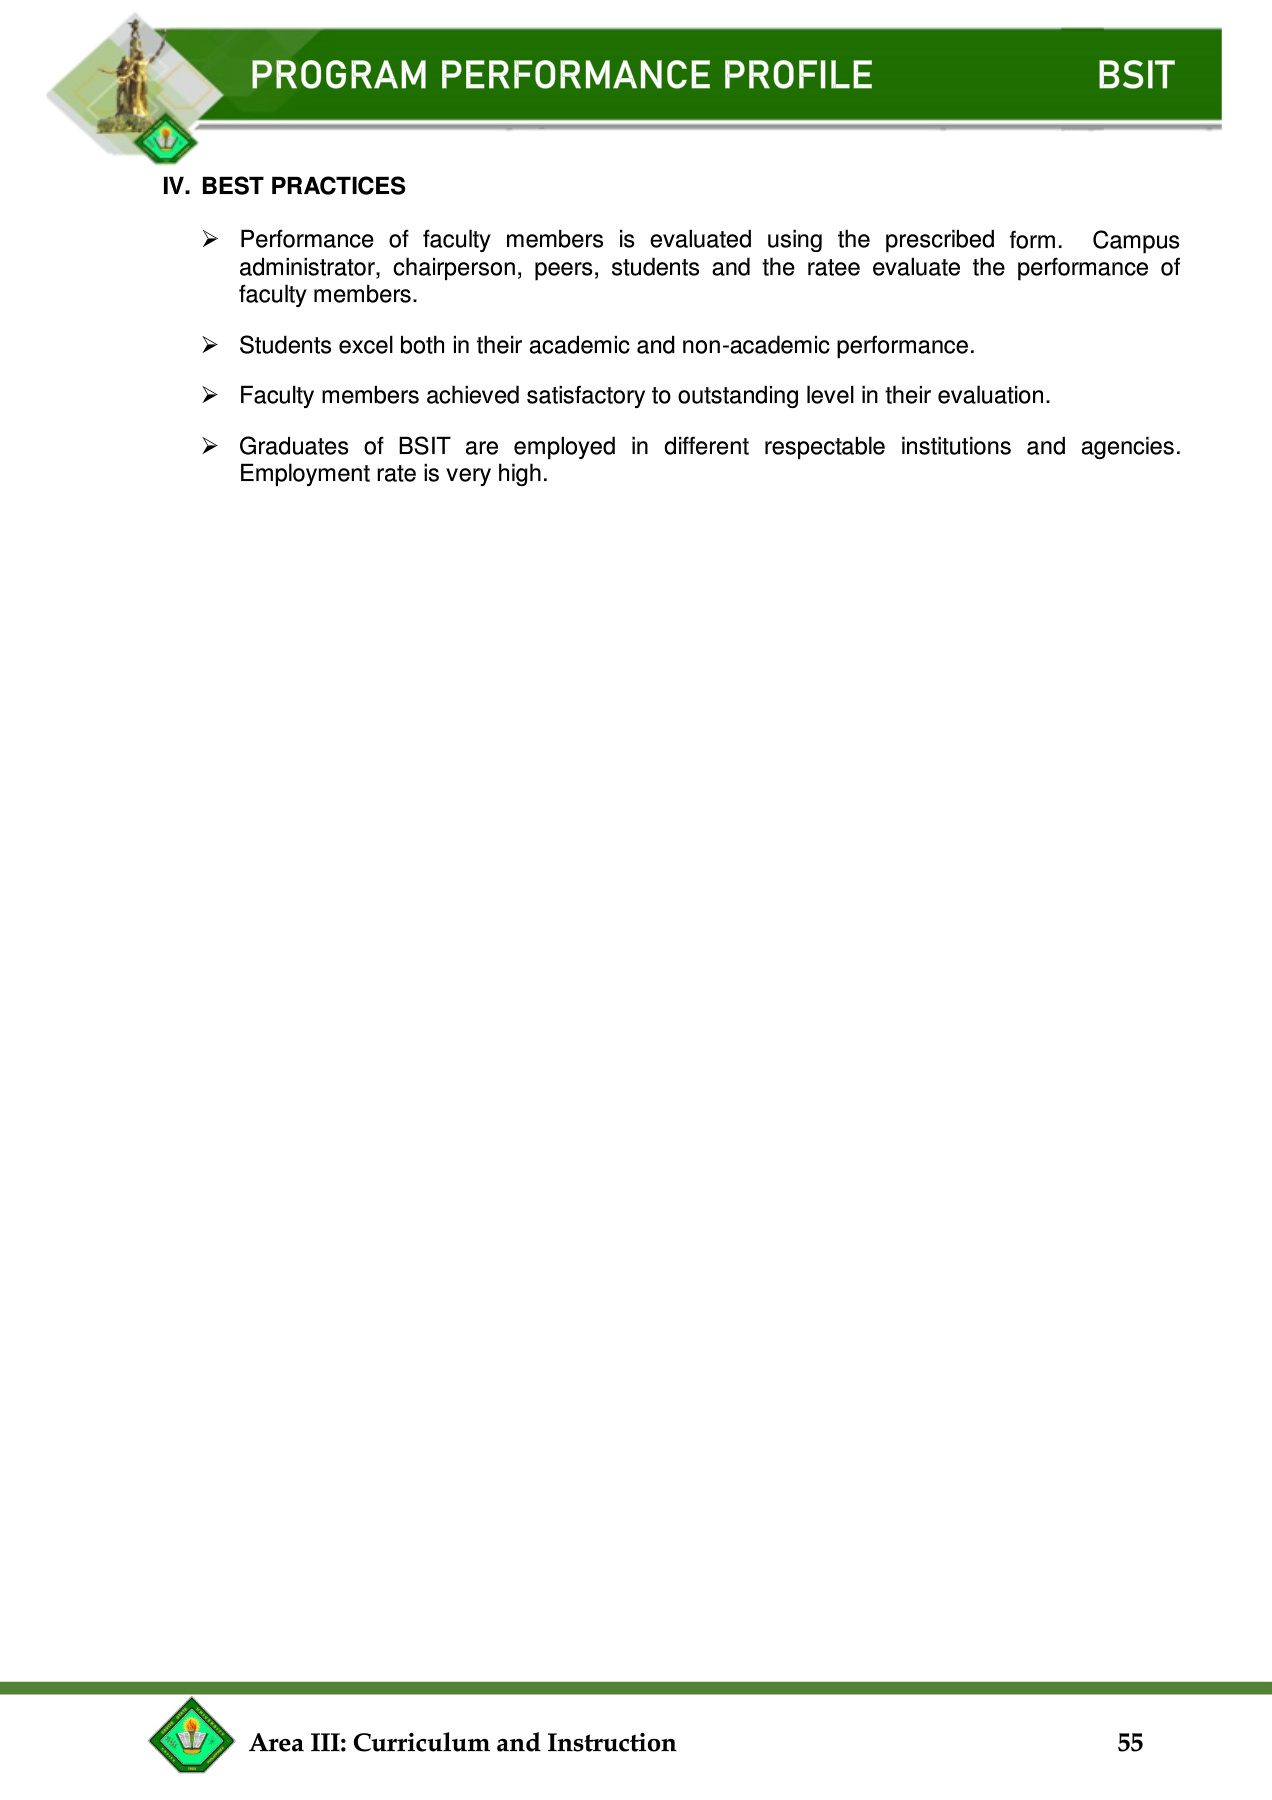 PROGRAM PERFORMANCE PROFILE BSIT
IV. BEST PRACTICES
➢ Performance of faculty members is evaluated using the prescribed form. Campus
administrator, chairperson, peers, students and the ratee evaluate the performance of
faculty members.
➢ Students excel both in their academic and non-academic performance.
➢ Faculty members achieved satisfactory to outstanding level in their evaluation.
➢ Graduates of BSIT are employed in different respectable institutions and agencies.
Employment rate is very high.
Area III: Curriculum and Instruction 55